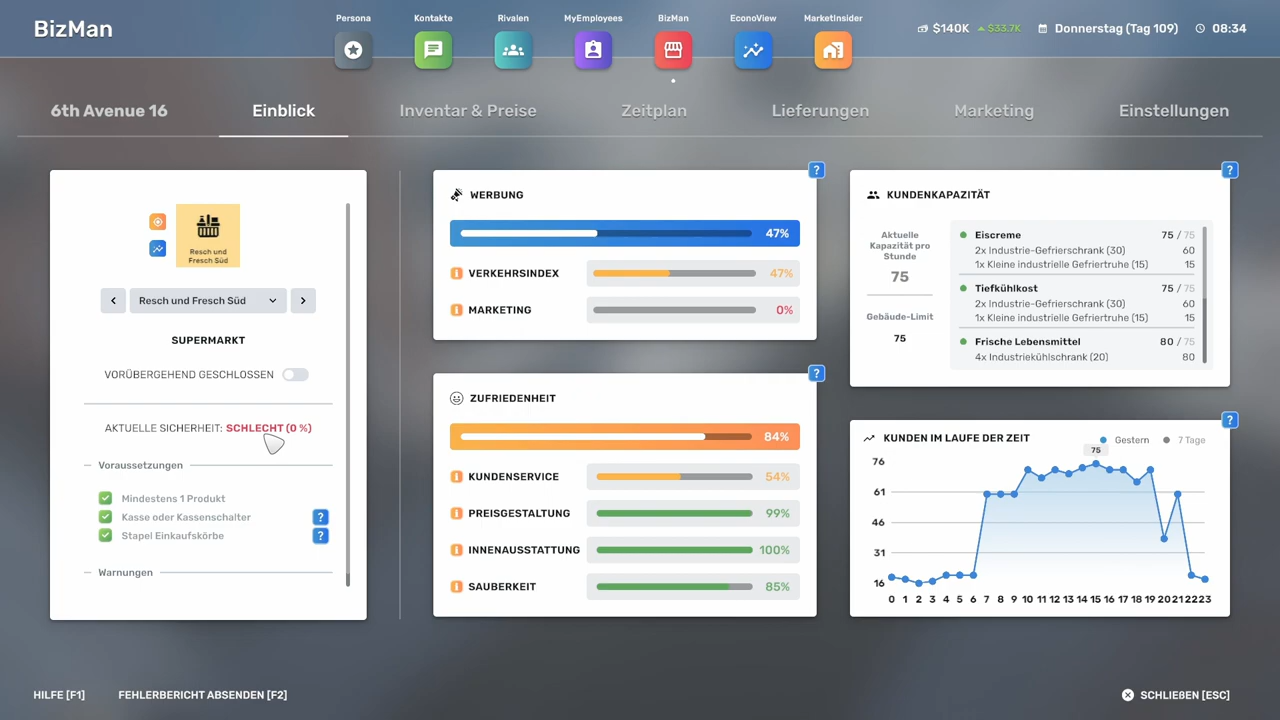 BizMan
Persona
Kontakte
Rivalen
MyEmployees
BizMan
EconoView
MarketInsider
$140K
$33.7K
Donnerstag (Tag 109)
08:34
6th Avenue 16
Einblick
Inventar & Preise
Zeitplan
Lieferungen
Marketing
Einstellungen
Resch und
Fresch Süd
Resch und Fresch Süd
SUPERMARKT
VORÜBERGEHEND GESCHLOSSEN
AKTUELLE SICHERHEIT: SCHLECHT (0 %)
Voraussetzungen
Mindestens 1 Produkt
Kasse oder Kassenschalter
?
Stapel Einkaufskörbe
?
Warnungen
?
WERBUNG
47%
VERKEHRSINDEX
47%
MARKETING
0%
?
ZUFRIEDENHEIT
84%
KUNDENSERVICE
54%
PREISGESTALTUNG
99%
INNENAUSSTATTUNG
100%
SAUBERKEIT
85%
?
KUNDENKAPAZITÄT
Aktuelle
Kapazität pro
Stunde
75
Gebäude-Limit
75
Eiscreme
75 / 75
2x Industrie-Gefrierschrank (30)
60
1x Kleine industrielle Gefriertruhe (15)
15
Tiefkühlkost
75 / 75
2x Industrie-Gefrierschrank (30)
60
1x Kleine industrielle Gefriertruhe (15)
15
Frische Lebensmittel
80 / 75
4x Industriekühlschrank (20)
80
?
KUNDEN IM LAUFE DER ZEIT
Gestern
7 Tage
75
76
61
46
31
16
0 1 2 3 4 5 6 7 8 9 10 11 12 13 14 15 16 17 18 19 20 21 22 23
HILFE [F1]
FEHLERBERICHT ABSENDEN [F2]
SCHLIEẞEN [ESC]